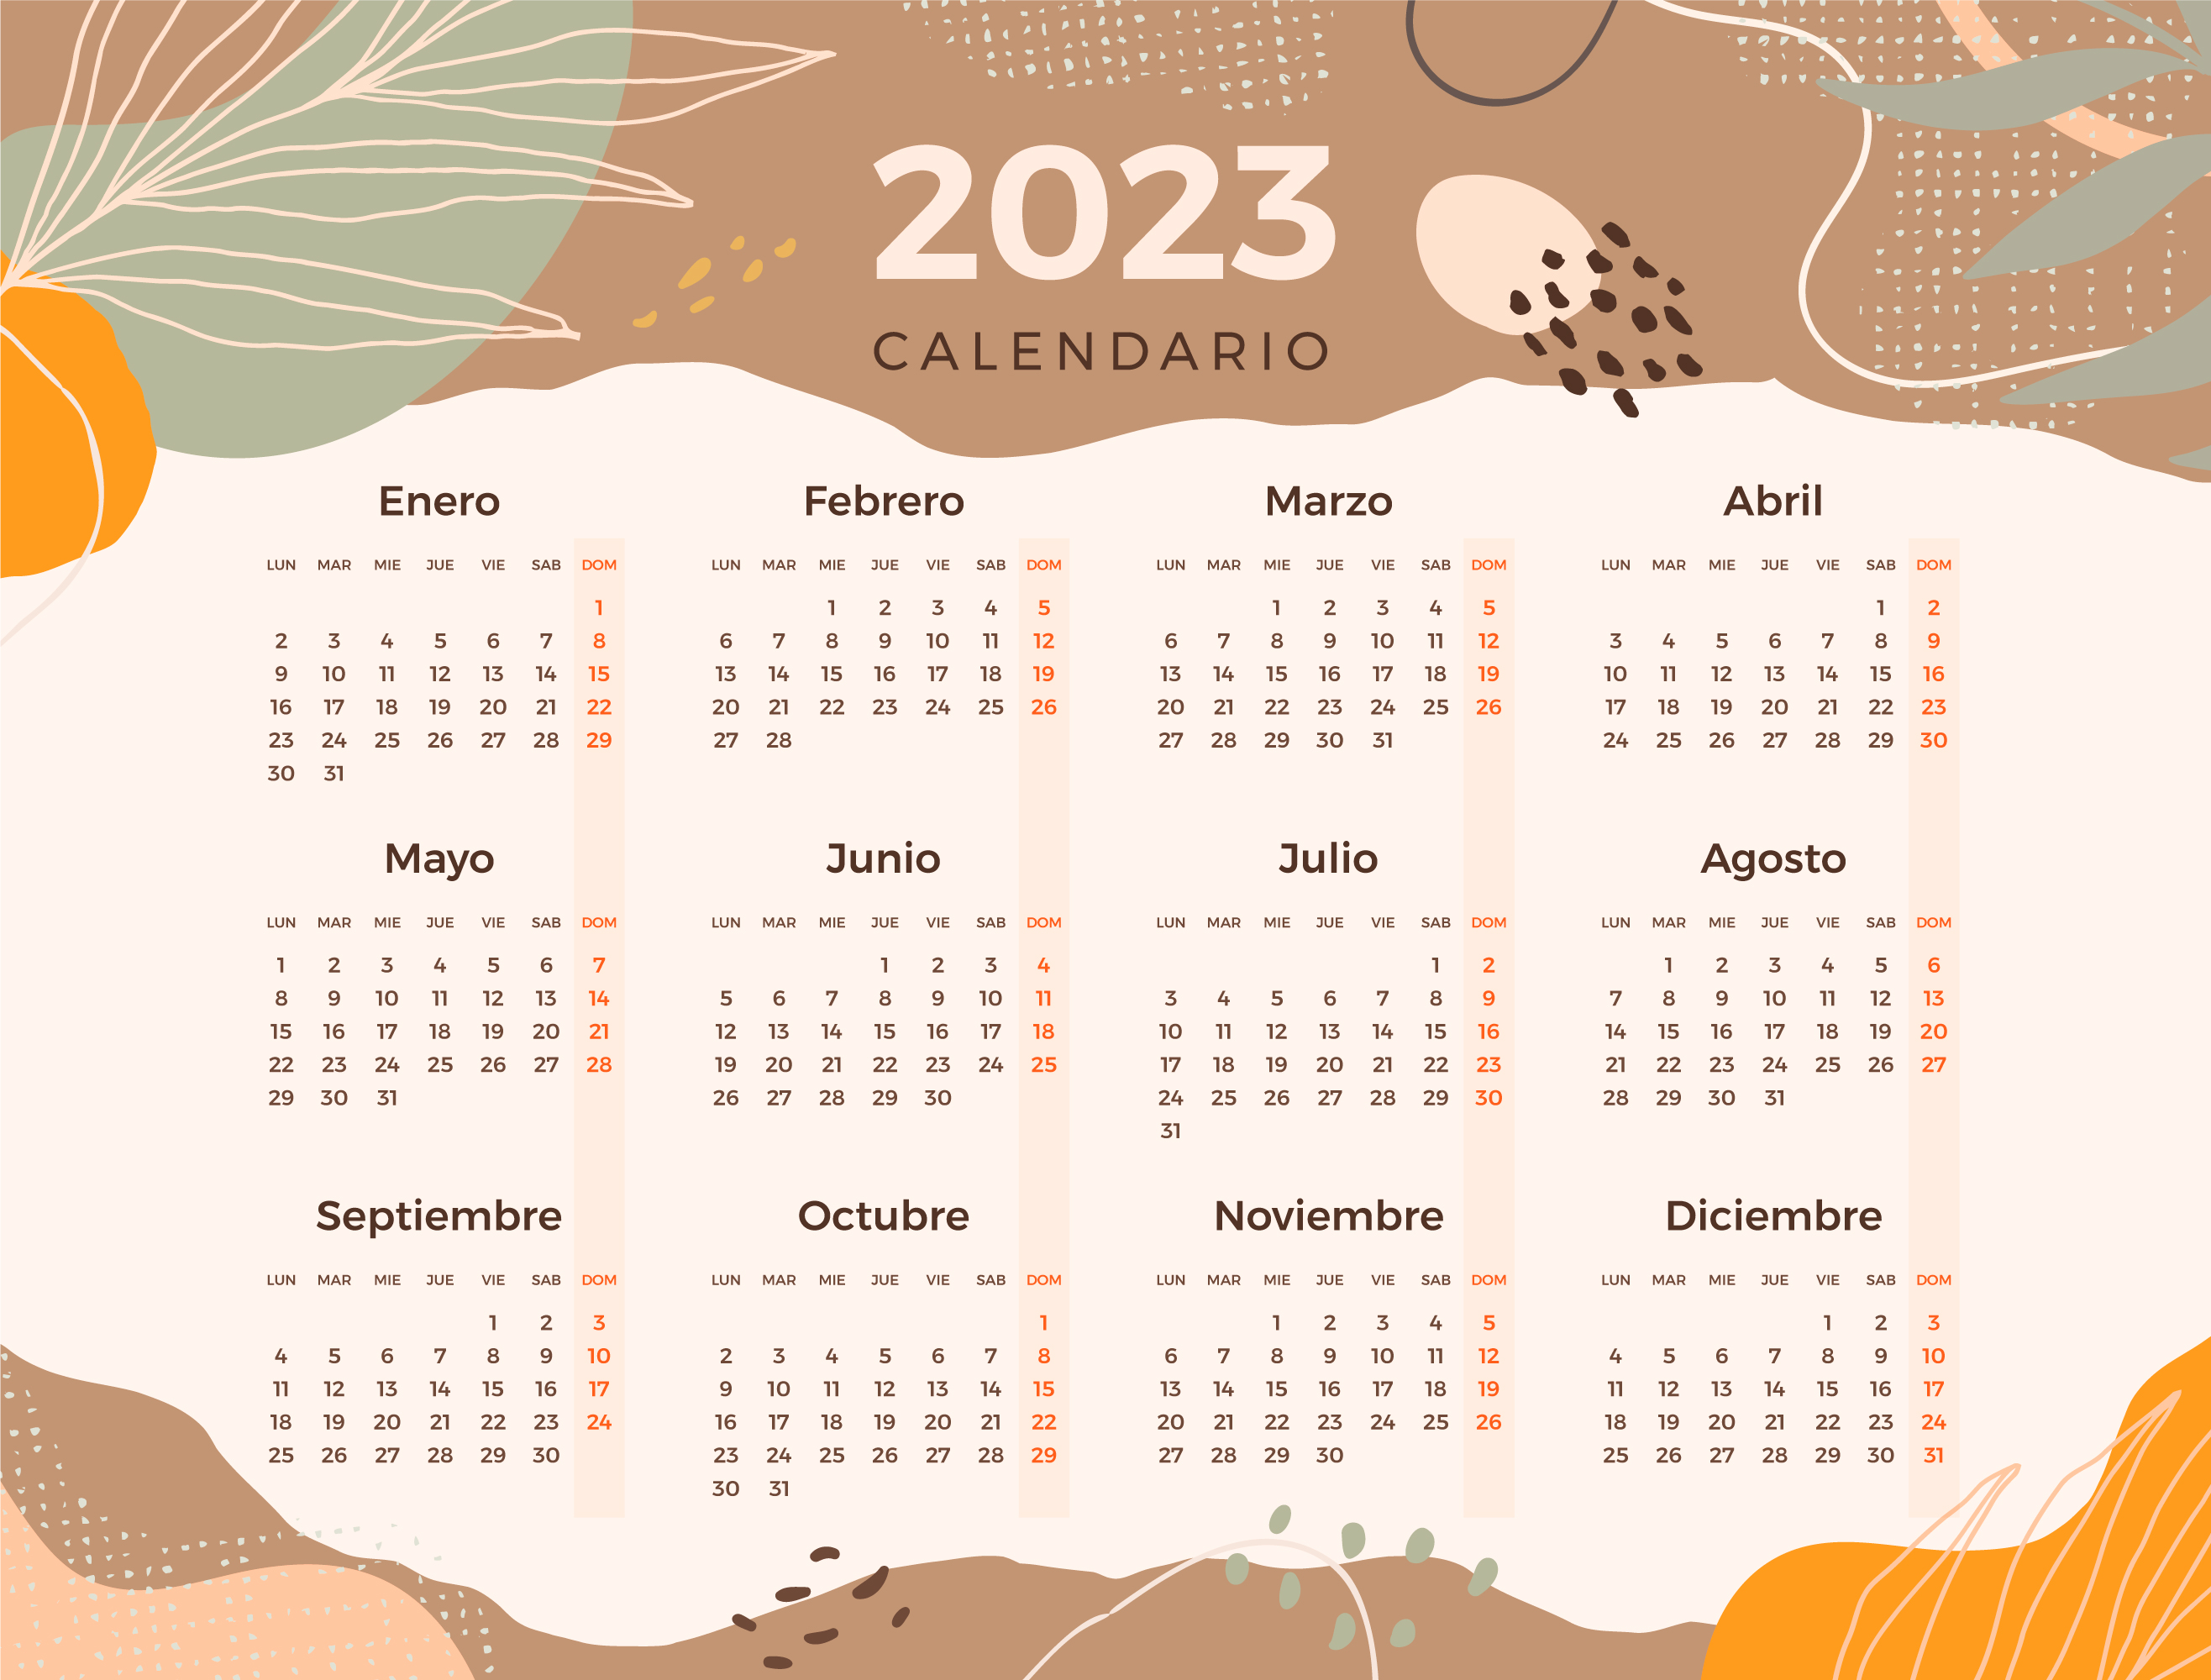 2023
CALENDARIO
Enero Febrero Marzo Abril
LUN MAR MIE JUE VIE SAB DOM LUN MAR MIE JUE VIE SAB DOM LUN MAR MIE JUE VIE SAB DOM LUN MAR MIE JUE VIE SAB DOM
1 1 2 3 4 5 1 2 3 4 5 1 2
2 3 4 5 6 7 8 6 7 8 9 10 11 12 6 7 8 9 10 11 12 3 4 5 6 7 8 9
9 10 11 12 13 14 15 13 14 15 16 17 18 19 13 14 15 16 17 18 19 10 11 12 13 14 15 16
16 17 18 19 20 21 22 20 21 22 23 24 25 26 20 21 22 23 24 25 26 17 18 19 20 21 22 23
23 24 25 26 27 28 29 27 28 27 28 29 30 31 24 25 26 27 28 29 30
30 31
Mayo Junio Julio Agosto
LUN MAR MIE JUE VIE SAB DOM LUN MAR MIE JUE VIE SAB DOM LUN MAR MIE JUE VIE SAB DOM LUN MAR MIE JUE VIE SAB DOM
1 2 3 4 5 6 7 1 2 3 4 1 2 1 2 3 4 5 6
8 9 10 11 12 13 14 5 6 7 8 9 10 11 3 4 5 6 7 8 9 7 8 9 10 11 12 13
15 16 17 18 19 20 21 12 13 14 15 16 17 18 10 11 12 13 14 15 16 14 15 16 17 18 19 20
22 23 24 25 26 27 28 19 20 21 22 23 24 25 17 18 19 20 21 22 23 21 22 23 24 25 26 27
29 30 31 26 27 28 29 30 24 25 26 27 28 29 30 28 29 30 31
31
Septiembre Octubre Noviembre Diciembre
LUN MAR MIE JUE VIE SAB DOM LUN MAR MIE JUE VIE SAB DOM LUN MAR MIE JUE VIE SAB DOM LUN MAR MIE JUE VIE SAB DOM
1 2 3 1 1 2 3 4 5 1 2 3
4 5 6 7 8 9 10 2 3 4 5 6 7 8 6 7 8 9 10 11 12 4 5 6 7 8 9 10
11 12 13 14 15 16 17 9 10 11 12 13 14 15 13 14 15 16 17 18 19 11 12 13 14 15 16 17
18 19 20 21 22 23 24 16 17 18 19 20 21 22 20 21 22 23 24 25 26 18 19 20 21 22 23 24
25 26 27 28 29 30 23 24 25 26 27 28 29 27 28 29 30 25 26 27 28 29 30 31
30 31